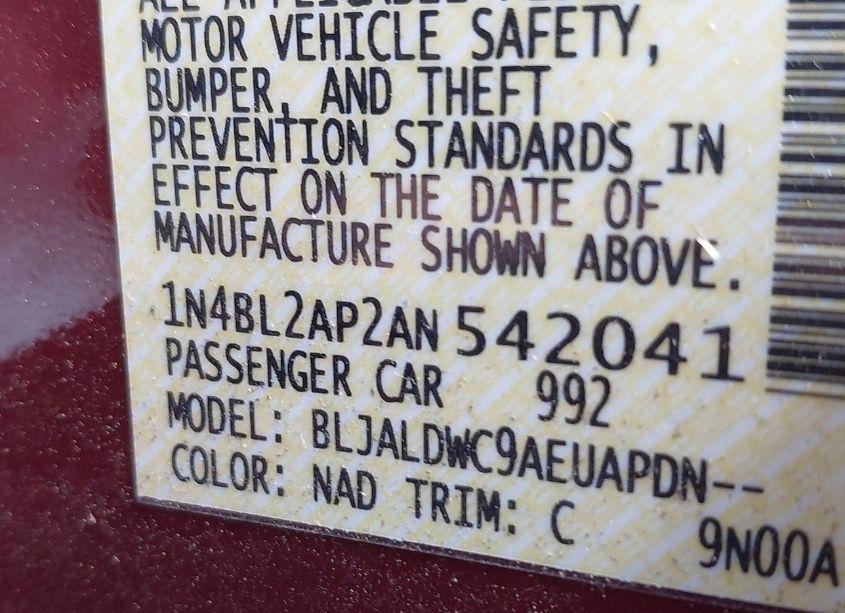 MOTOR VEHICLE SAFETY,
BUMPER, AND THEFT
PREVENTION STANDARDS IN
EFFECT ON THE DATE OF
MANUFACTURE SHOWN ABOVE.
1N4BL2AP2AN 542041
PASSENGER CAR 992
MODEL: BLJALDWC9AEUAPDN--
COLOR: NAD TRIM: C 9N00A